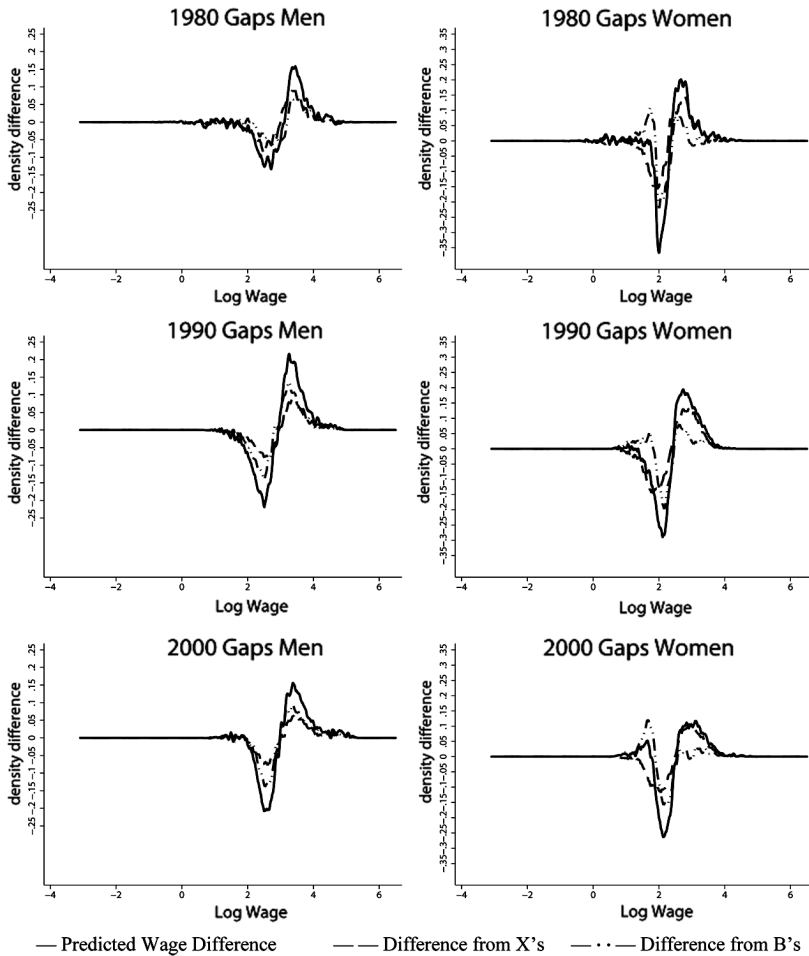 1980 Gaps Men
density difference
-.25 -.2 -.15 -.1 -.05 0 .05 .1 .15 .2 .25
-4 -2 0 2 4 6
Log Wage
1980 Gaps Women
density difference
-.35 -.3 -.25 -.2 -.15 -.1 -.05 0 .05 .1 .15 .2 .25 .3 .35
-4 -2 0 2 4 6
Log Wage
1990 Gaps Men
density difference
-.25 -.2 -.15 -.1 -.05 0 .05 .1 .15 .2 .25
-4 -2 0 2 4 6
Log Wage
1990 Gaps Women
density difference
-.35 -.3 -.25 -.2 -.15 -.1 -.05 0 .05 .1 .15 .2 .25 .3 .35
-4 -2 0 2 4 6
Log Wage
2000 Gaps Men
density difference
-.25 -.2 -.15 -.1 -.05 0 .05 .1 .15 .2 .25
-4 -2 0 2 4 6
Log Wage
2000 Gaps Women
density difference
-.35 -.3 -.25 -.2 -.15 -.1 -.05 0 .05 .1 .15 .2 .25 .3 .35
-4 -2 0 2 4 6
Log Wage
Predicted Wage Difference
Difference from X's
Difference from B's